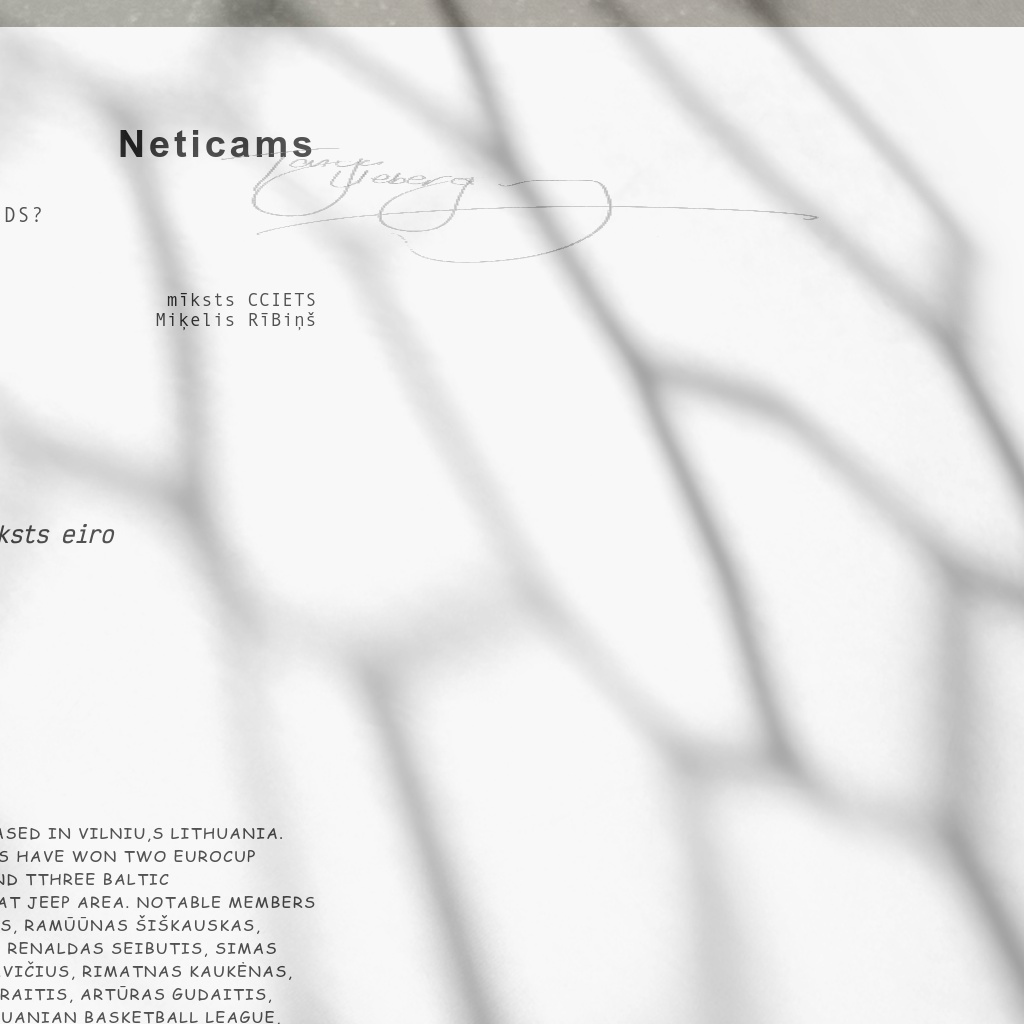 Neticams
DS?
mīksts CCIETS
Miķelis RīBiņš
ksts eiro
ASED IN VILNIU,S LITHUANIA.
S HAVE WON TWO EUROCUP
ND TTHREE BALTIC
AT JEEP AREA. NOTABLE MEMBERS
S, RAMŪŪNAS ŠIŠKAUSKAS,
RENALDAS SEIBUTIS, SIMAS
VIČIUS, RIMATNAS KAUKĖNAS,
RAITIS, ARTŪRAS GUDAITIS,
UANIAN BASKETBALL LEAGUE,